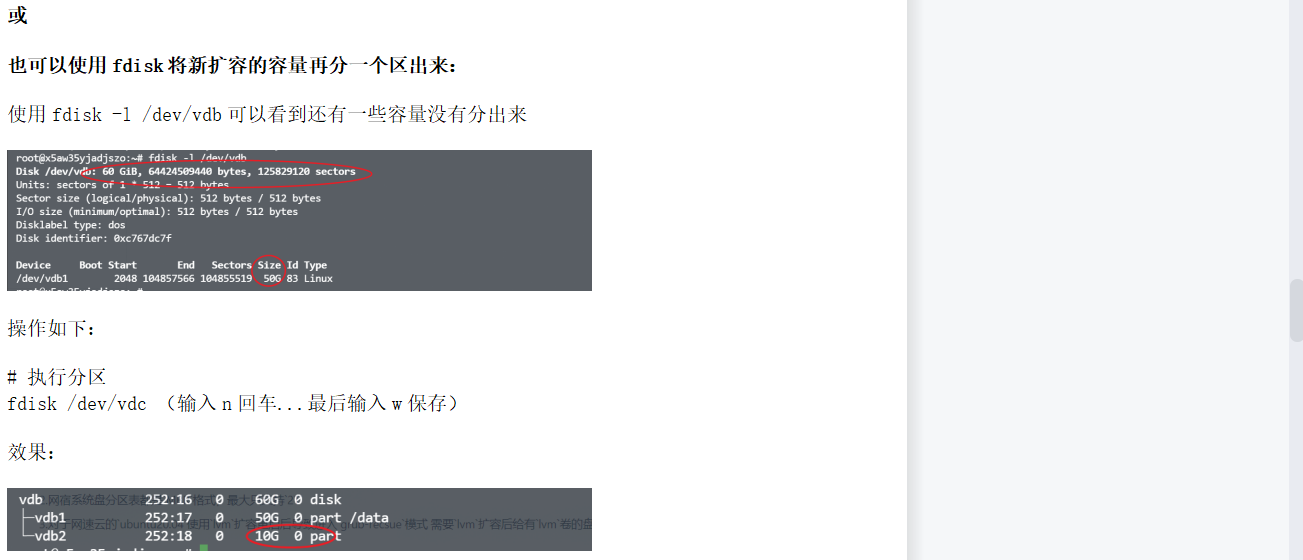 或
也可以使用 fdisk 将新扩容的容量再分一个区出来：
使用 fdisk -l /dev/vdb 可以看到还有一些容量没有分出来
root@x5aw35yjadjszo:~# fdisk -l /dev/vdb
Disk /dev/vdb: 60 GiB, 64424509440 bytes, 125829120 sectors
Units: sectors of 1 * 512 = 512 bytes
Sector size (logical/physical): 512 bytes / 512 bytes
I/O size (minimum/optimal): 512 bytes / 512 bytes
Disklabel type: dos
Disk identifier: 0xc767dc7f
Device Boot Start End Sectors Size Id Type
/dev/vdb1 2048 104857566 104855519 50G 83 Linux
操作如下：
# 执行分区
fdisk /dev/vdc （输入 n 回车...最后输入 w 保存）
效果：
vdb 252:16 0 60G 0 disk
├─vdb1 252:17 0 50G 0 part /data
└─vdb2 252:18 0 10G 0 part